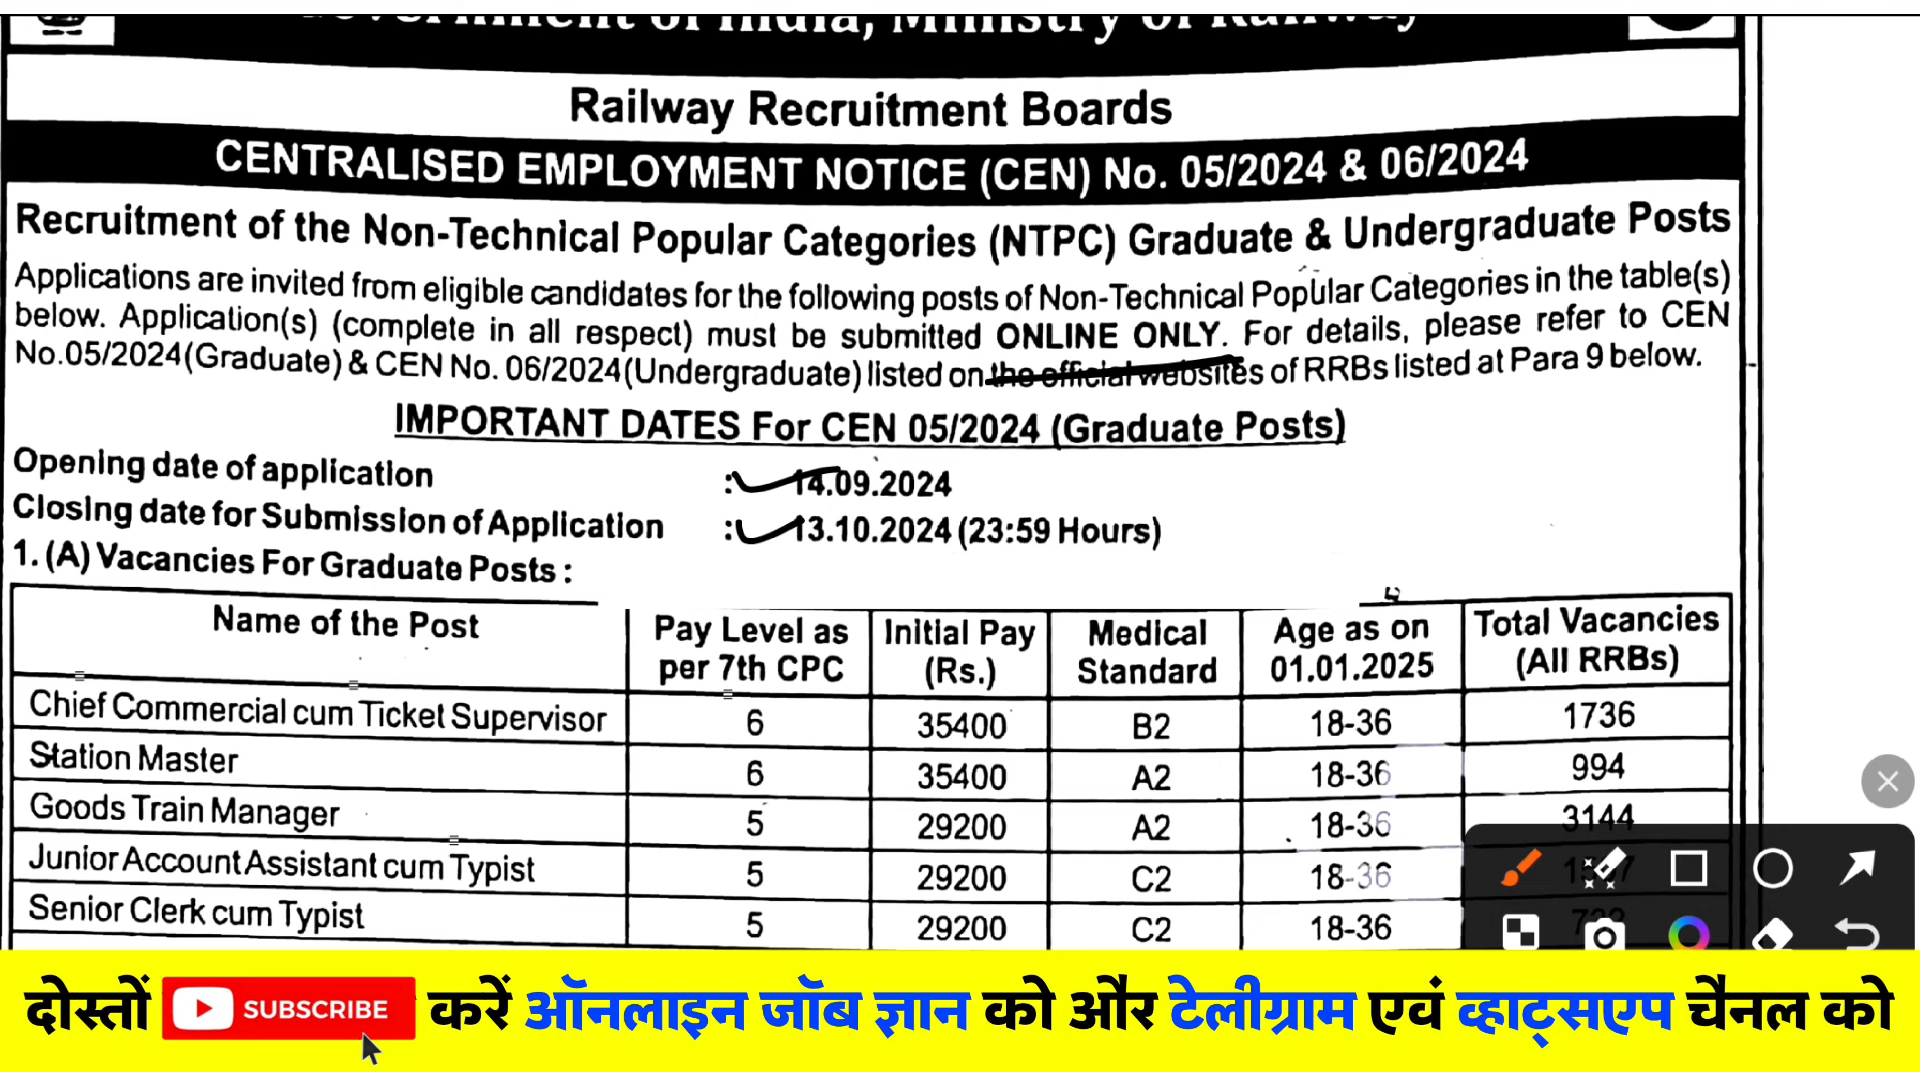 Government of India, Ministry of Railway
Railway Recruitment Boards
CENTRALISED EMPLOYMENT NOTICE (CEN) No. 05/2024 & 06/2024
Recruitment of the Non-Technical Popular Categories (NTPC) Graduate & Undergraduate Posts
Applications are invited from eligible candidates for the following posts of Non-Technical Popular Categories in the table(s)
below. Application(s) (complete in all respect) must be submitted ONLINE ONLY. For details, please refer to CEN
No.05/2024(Graduate) & CEN No. 06/2024(Undergraduate) listed on the official websites of RRBs listed at Para 9 below.
IMPORTANT DATES For CEN 05/2024 (Graduate Posts)
Opening date of application : 14.09.2024
Closing date for Submission of Application : 13.10.2024 (23:59 Hours)
1. (A) Vacancies For Graduate Posts :
Name of the Post Pay Level as per 7th CPC Initial Pay (Rs.) Medical Standard Age as on 01.01.2025 Total Vacancies (All RRBs)
Chief Commercial cum Ticket Supervisor 6 35400 B2 18-36 1736
Station Master 6 35400 A2 18-36 994
Goods Train Manager 5 29200 A2 18-36 3144
Junior Account Assistant cum Typist 5 29200 C2 18-36
Senior Clerk cum Typist 5 29200 C2 18-36
दोस्तों SUBSCRIBE करें ऑनलाइन जॉब ज्ञान को और टेलीग्राम एवं व्हाट्सएप चैनल को